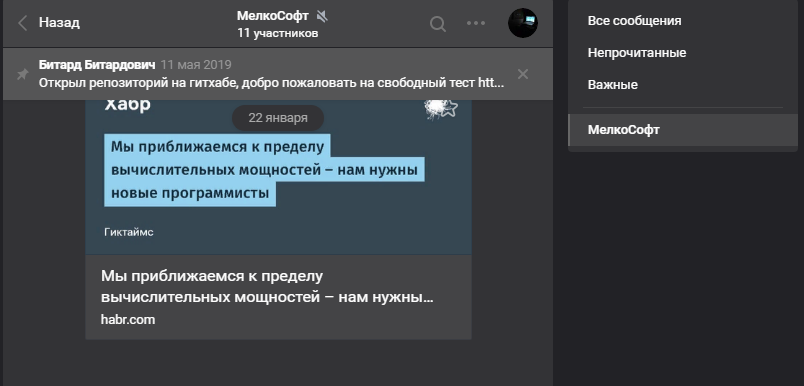 Назад
МелкоСофт
11 участников
Битард Битардович 11 мая 2019
Открыл репозиторий на гитхабе, добро пожаловать на свободный тест htt...
Хабр
22 января
Мы приближаемся к пределу
вычислительных мощностей – нам нужны
новые программисты
Гиктаймс
Мы приближаемся к пределу
вычислительных мощностей – нам нужны...
habr.com
Все сообщения
Непрочитанные
Важные
МелкоСофт